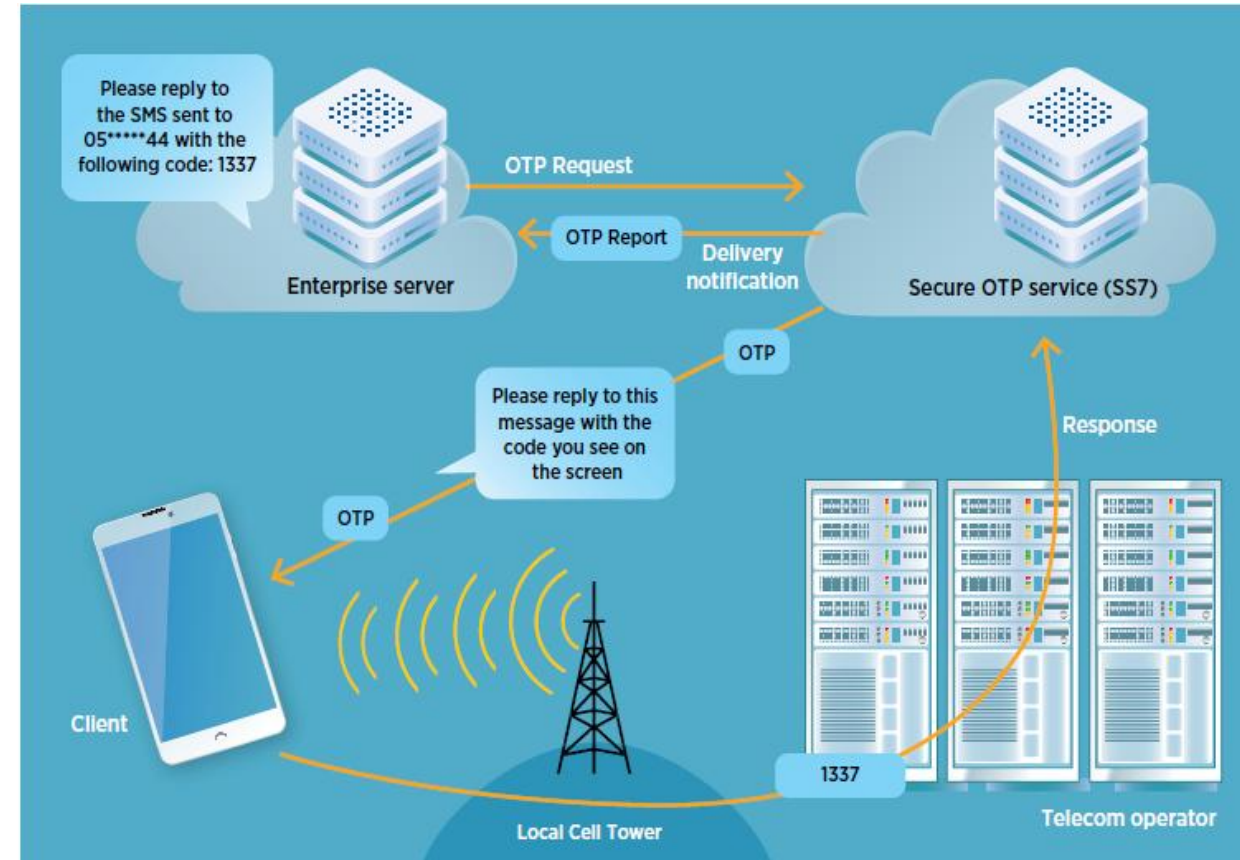 Please reply to
the SMS sent to
05*****44 with the
following code: 1337
OTP Request
OTP Report
Delivery
notification
Enterprise server
Secure OTP service (SS7)
OTP
Please reply to this
message with the
code you see on
the screen
Response
OTP
Client
1337
Local Cell Tower
Telecom operator